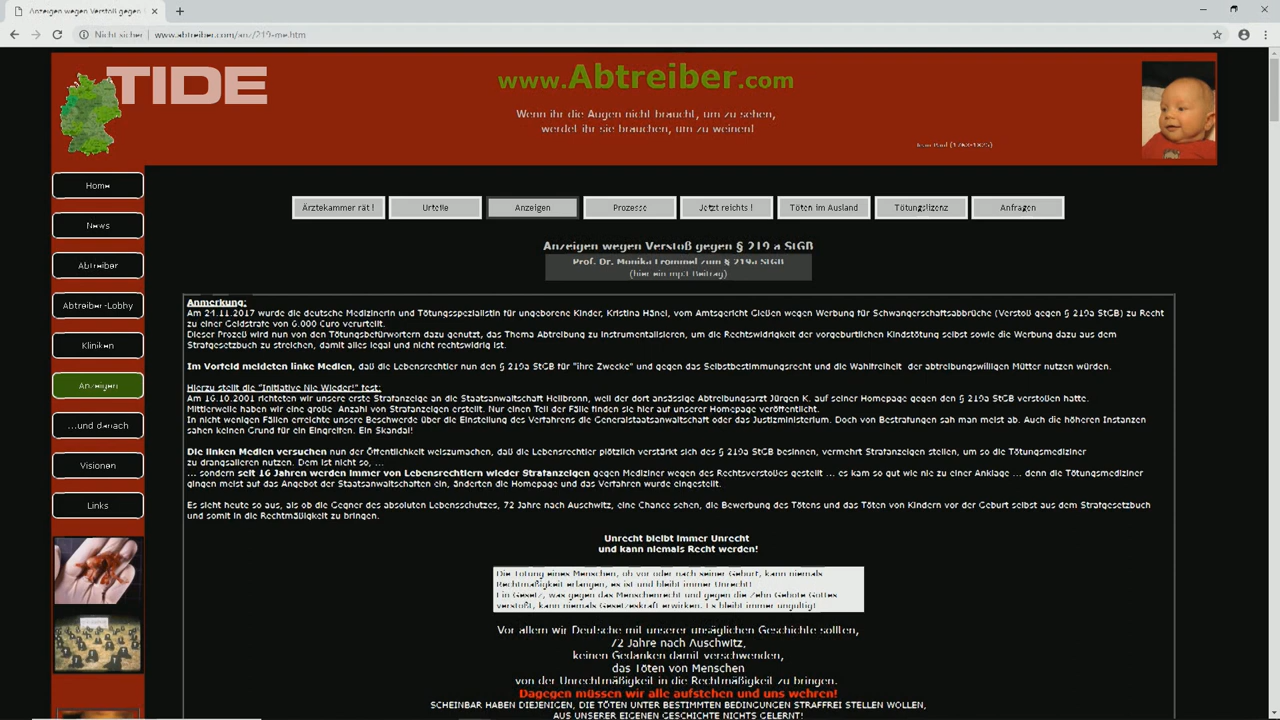 Anzeigen wegen Verstoß gegen
Nicht sicher
www.abtreiber.com/anz/219-me.htm
TIDE
www.Abtreiber.com
Wenn ihr die Augen nicht braucht, um zu sehen,
werdet ihr sie brauchen, um zu weinen!
Jean Paul (1763-1825)
Home
News
Abtreiber
Abtreiber-Lobby
Kliniken
Anzeigen
...und danach
Visionen
Links
Ärztekammer rät !
Urteile
Anzeigen
Prozesse
Jetzt reichts !
Töten im Ausland
Tötungslizenz
Anfragen
Anzeigen wegen Verstoß gegen § 219 a StGB
Prof. Dr. Monika Frommel zum § 219a StGB
(hier ein mp3 Beitrag)
Anmerkung:
Am 24.11.2017 wurde die deutsche Medizinerin und Tötungsspezialistin für ungeborene Kinder, Kristina Hänel, vom Amtsgericht Gießen wegen Werbung für Schwangerschaftsabbrüche (Verstoß gegen § 219a StGB) zu Recht
zu einer Geldstrafe von 6.000 Euro verurteilt.
Dieser Prozeß wird nun von den Tötungsbefürwortern dazu genutzt, das Thema Abtreibung zu instrumentalisieren, um die Rechtswidrigkeit der vorgeburtlichen Kindstötung selbst sowie die Werbung dazu aus dem
Strafgesetzbuch zu streichen, damit alles legal und nicht rechtswidrig ist.
Im Vorfeld meldeten linke Medien, daß die Lebensrechtler nun den § 219a StGB für "ihre Zwecke" und gegen das Selbstbestimmungsrecht und die Wahlfreiheit der abtreibungswilligen Mütter nutzen würden.
Hierzu stellt die "Initiative Nie Wieder!" fest:
Am 16.10.2001 richteten wir unsere erste Strafanzeige an die Staatsanwaltschaft Heilbronn, weil der dort ansässige Abtreibungsarzt Jürgen K. auf seiner Homepage gegen den § 219a StGB verstoßen hatte.
Mittlerweile haben wir eine große Anzahl von Strafanzeigen erstellt. Nur einen Teil der Fälle finden sie hier auf unserer Homepage veröffentlicht.
In nicht wenigen Fällen erreichte unsere Beschwerde über die Einstellung des Verfahrens die Generalstaatsanwaltschaft oder das Justizministerium. Doch von Bestrafungen sah man meist ab. Auch die höheren Instanzen
sahen keinen Grund für ein Eingreifen. Ein Skandal!
Die linken Medien versuchen nun der Öffentlichkeit weiszumachen, daß die Lebensrechtler plötzlich verstärkt sich des § 219a StGB besinnen, vermehrt Strafanzeigen stellen, um so die Tötungsmediziner
zu drangsalieren nutzen. Dem ist nicht so, ...
... sondern seit 16 Jahren werden immer von Lebensrechtlern wieder Strafanzeigen gegen Mediziner wegen des Rechtsverstoßes gestellt ... es kam so gut wie nie zu einer Anklage ... denn die Tötungsmediziner
gingen meist auf das Angebot der Staatsanwaltschaften ein, änderten die Homepage und das Verfahren wurde eingestellt.
Es sieht heute so aus, als ob die Gegner des absoluten Lebensschutzes, 72 Jahre nach Auschwitz, eine Chance sehen, die Bewerbung des Tötens und das Töten von Kindern vor der Geburt selbst aus dem Strafgesetzbuch
und somit in die Rechtmäßigkeit zu bringen.
Unrecht bleibt immer Unrecht
und kann niemals Recht werden!
Die Tötung eines Menschen, ob vor oder nach seiner Geburt, kann niemals
Rechtmäßigkeit erlangen, es ist und bleibt immer Unrecht!
Ein Gesetz, was gegen das Menschenrecht und gegen die Zehn Gebote Gottes
verstößt, kann niemals Gesetzeskraft erwirken. Es bleibt immer ungültig!
Vor allem wir Deutsche mit unserer unsäglichen Geschichte sollten,
72 Jahre nach Auschwitz,
keinen Gedanken damit verschwenden,
das Töten von Menschen
von der Unrechtmäßigkeit in die Rechtmäßigkeit zu bringen.
Dagegen müssen wir alle aufstehen und uns wehren!
SCHEINBAR HABEN DIEJENIGEN, DIE TÖTEN UNTER BESTIMMTEN BEDINGUNGEN STRAFFREI STELLEN WOLLEN,
AUS UNSERER EIGENEN GESCHICHTE NICHTS GELERNT!